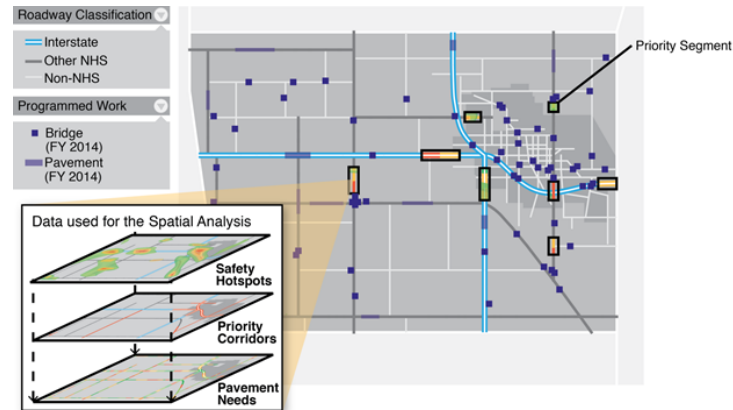 Roadway Classification
Interstate
Other NHS
Non-NHS
Programmed Work
Bridge
(FY 2014)
Pavement
(FY 2014)
Priority Segment
Data used for the Spatial Analysis
Safety
Hotspots
Priority
Corridors
Pavement
Needs